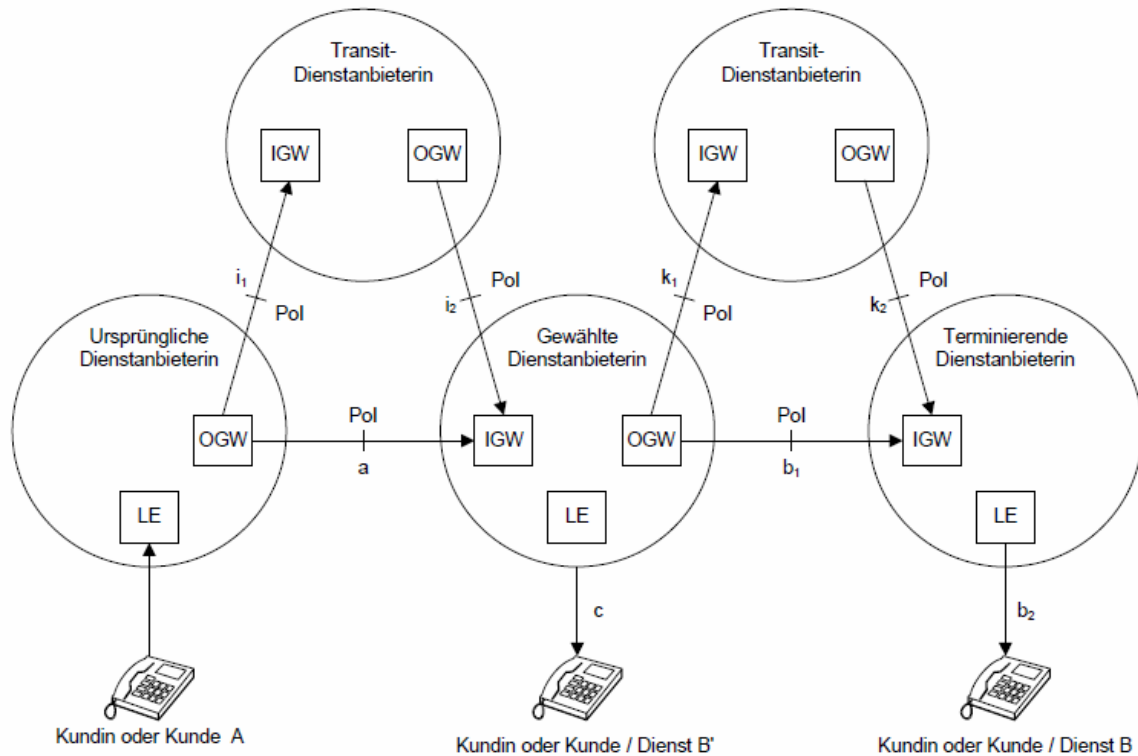 Transit-
Dienstanbieterin
IGW
OGW
Transit-
Dienstanbieterin
IGW
OGW
i1
PoI
i2
PoI
k1
PoI
k2
PoI
Ursprüngliche
Dienstanbieterin
OGW
LE
PoI
a
Gewählte
Dienstanbieterin
IGW
OGW
LE
PoI
b1
Terminierende
Dienstanbieterin
IGW
LE
c
b2
Kundin oder Kunde A
Kundin oder Kunde / Dienst B'
Kundin oder Kunde / Dienst B